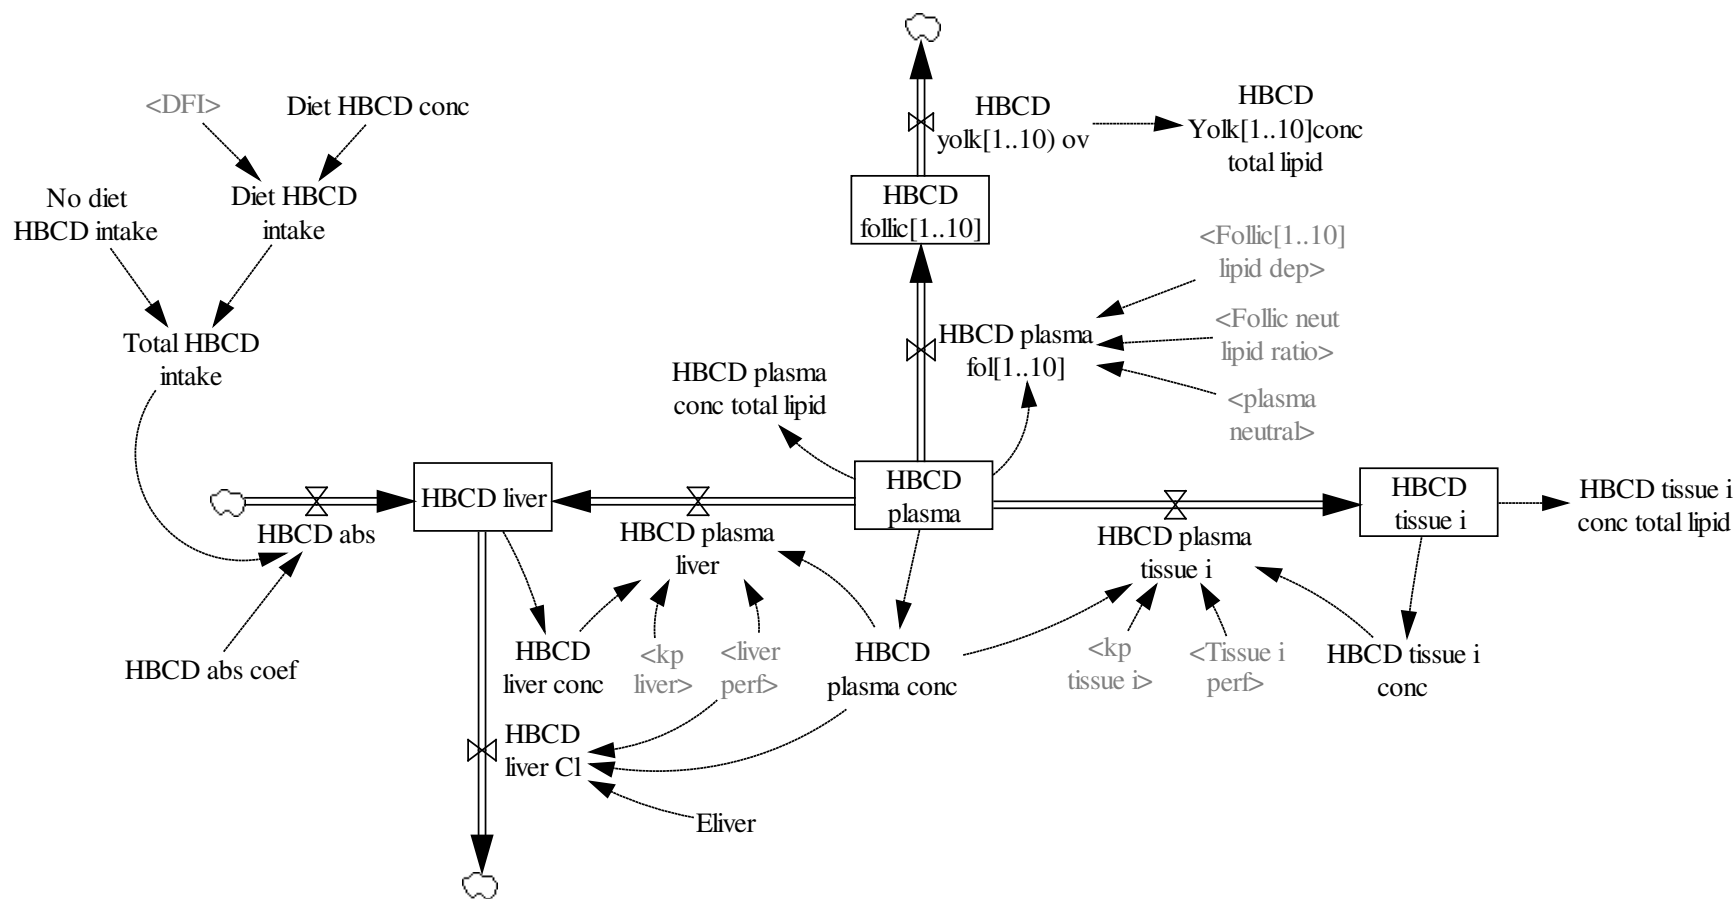 HBCD
yolk[1..10) ov
HBCD
Yolk[1..10]conc
total lipid
<DFI>
Diet HBCD conc
No diet
HBCD intake
Diet HBCD
intake
HBCD
follic[1..10]
<Follic[1..10]
lipid dep>
Total HBCD
intake
HBCD plasma
fol[1..10]
<Follic neut
lipid ratio>
HBCD plasma
conc total lipid
<plasma
neutral>
HBCD liver
HBCD
plasma
HBCD
tissue i
HBCD tissue i
conc total lipid
HBCD abs
HBCD plasma
liver
HBCD plasma
tissue i
HBCD abs coef
HBCD
liver conc
<kp
liver>
<liver
perf>
HBCD
plasma conc
<kp
tissue i>
<Tissue i
perf>
HBCD tissue i
conc
HBCD
liver Cl
Eliver